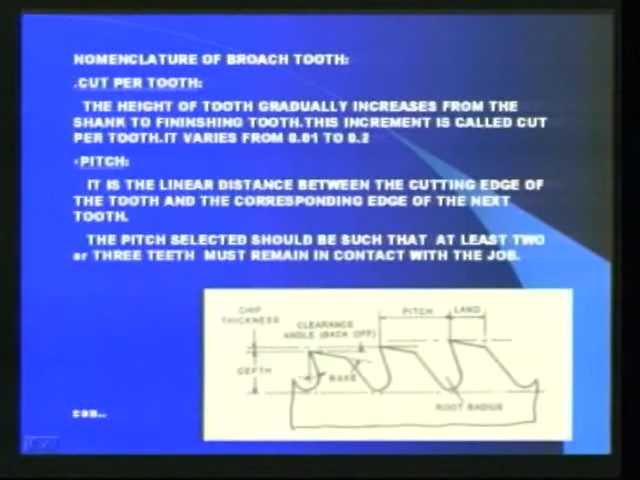 NOMENCLATURE OF BROACH TOOTH:
.CUT PER TOOTH:
THE HEIGHT OF TOOTH GRADUALLY INCREASES FROM THE
SHANK TO FININSHING TOOTH.THIS INCREMENT IS CALLED CUT
PER TOOTH.IT VARIES FROM 0.01 TO 0.2
•PITCH:
IT IS THE LINEAR DISTANCE BETWEEN THE CUTTING EDGE OF
THE TOOTH AND THE CORRESPONDING EDGE OF THE NEXT
TOOTH.
THE PITCH SELECTED SHOULD BE SUCH THAT AT LEAST TWO
or THREE TEETH MUST REMAIN IN CONTACT WITH THE JOB.
CHIP
THICKNESS
CLEARANCE
ANGLE (BACK OFF)
PITCH
LAND
DEPTH
RAKE
ROOT RADIUS